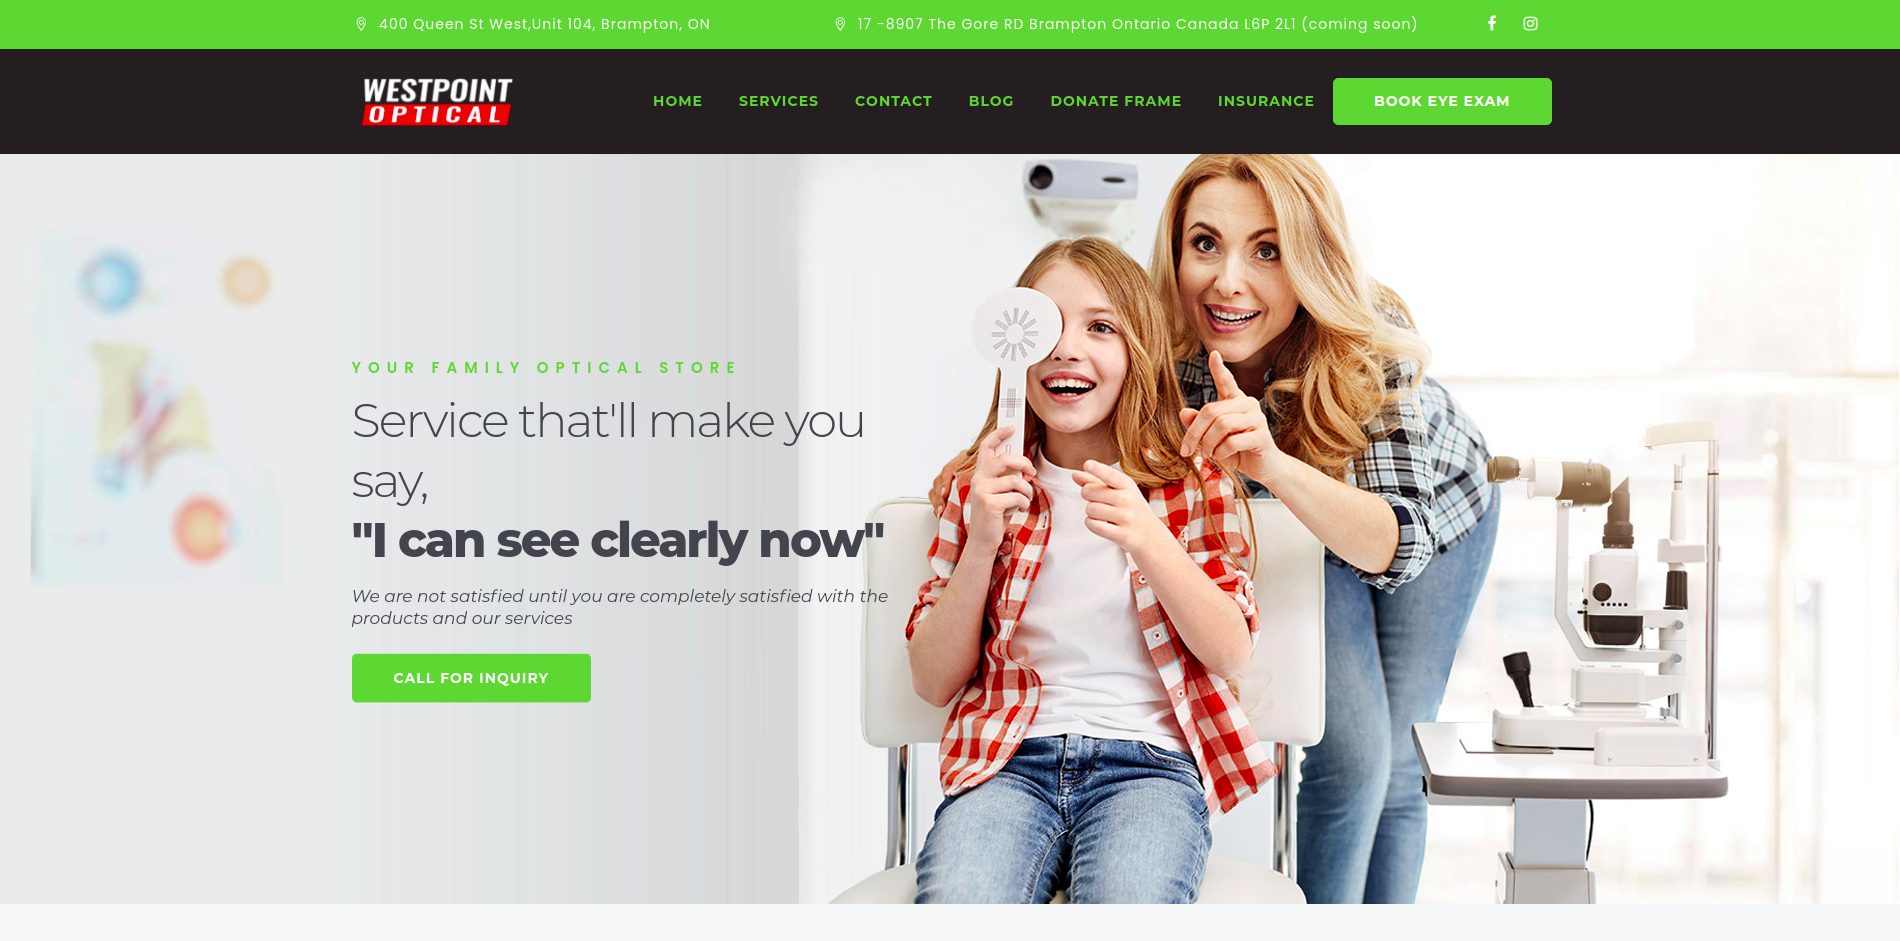 400 Queen St West,Unit 104, Brampton, ON
17 -8907 The Gore RD Brampton Ontario Canada L6P 2L1 (coming soon)
WESTPOINT
OPTICAL
HOME
SERVICES
CONTACT
BLOG
DONATE FRAME
INSURANCE
BOOK EYE EXAM
YOUR FAMILY OPTICAL STORE
Service that'll make you
say,
"I can see clearly now"
We are not satisfied until you are completely satisfied with the
products and our services
CALL FOR INQUIRY